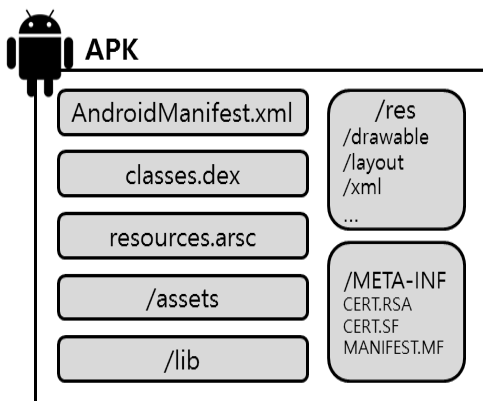 APK
AndroidManifest.xml
classes.dex
resources.arsc
/assets
/lib
/res
/drawable
/layout
/xml
...
/META-INF
CERT.RSA
CERT.SF
MANIFEST.MF